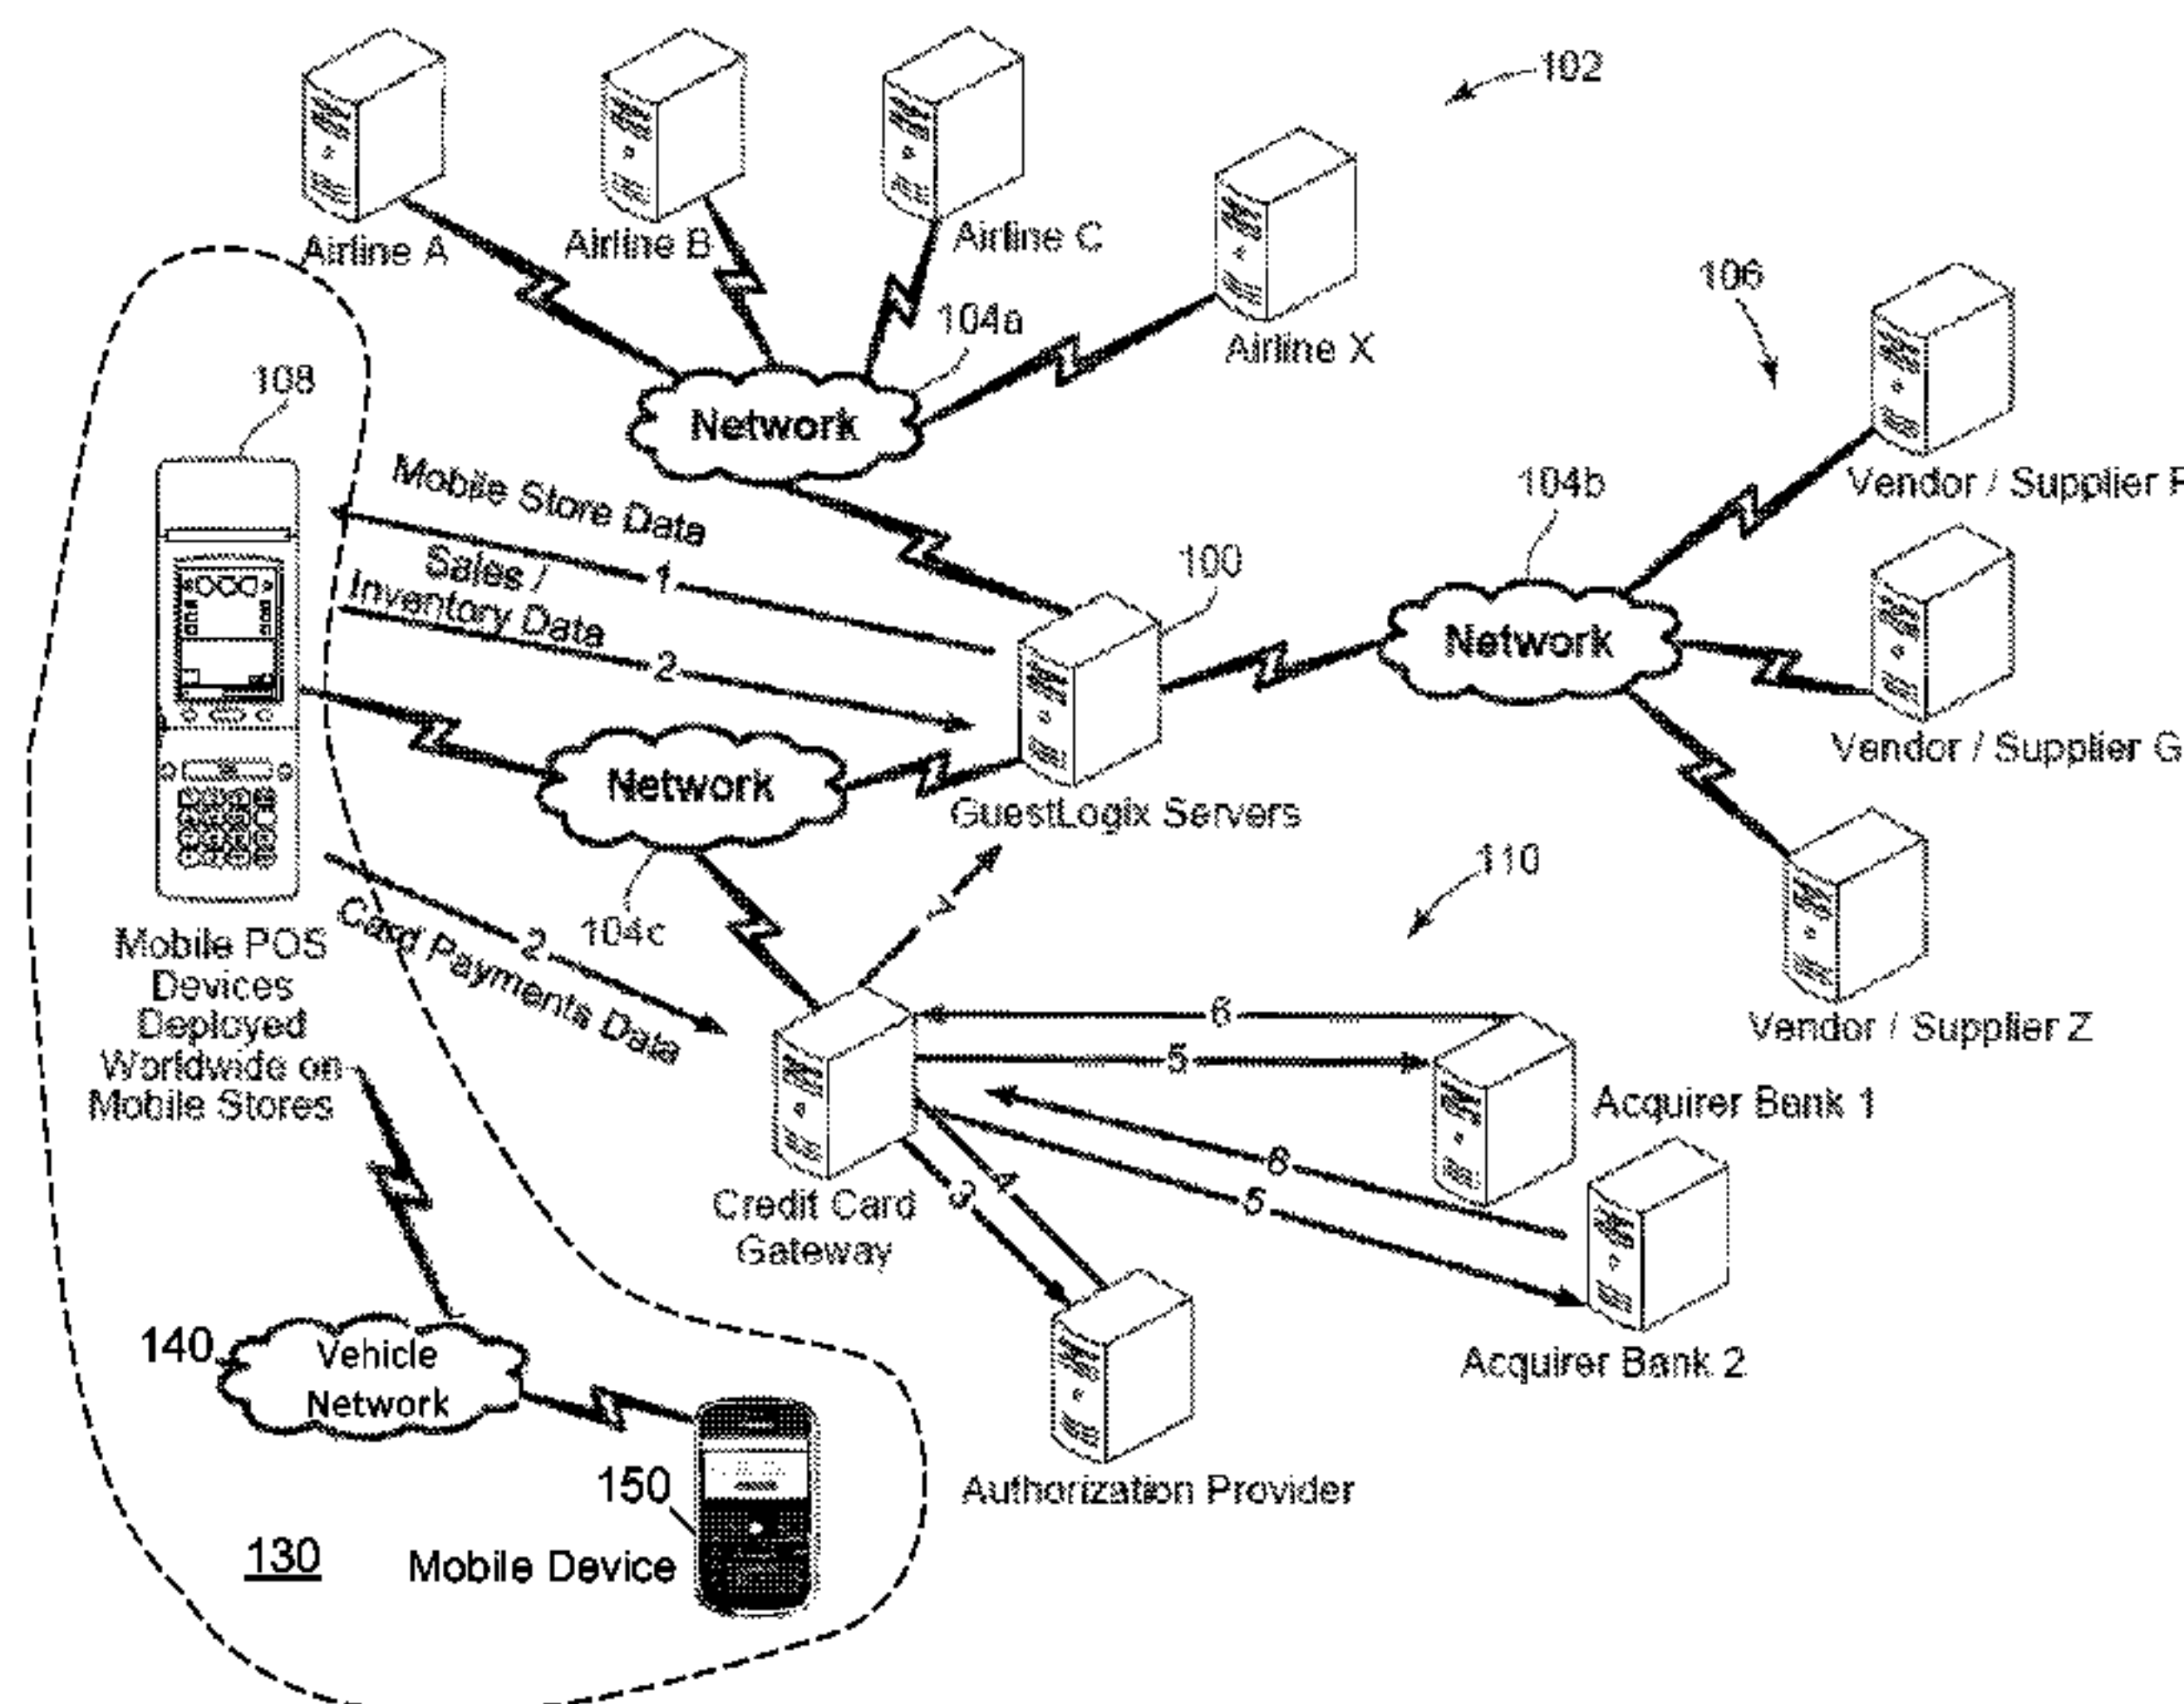 102
Airline A
Airline B
Airline C
Airline X
106
104a
108
Network
Mobile Store Data
1
Sales /
Inventory Data
2
100
104b
Vendor / Supplier
Network
Vendor / Supplier G
Network
GuestLogix Servers
110
Vendor / Supplier Z
104c
2
Card Payments Data
7
Mobile POS
Devices
Deployed
Worldwide on
Mobile Stores
6
5
Acquirer Bank 1
6
5
4
3
Credit Card
Gateway
Acquirer Bank 2
140
Vehicle
Network
Authorization Provider
150
130
Mobile Device